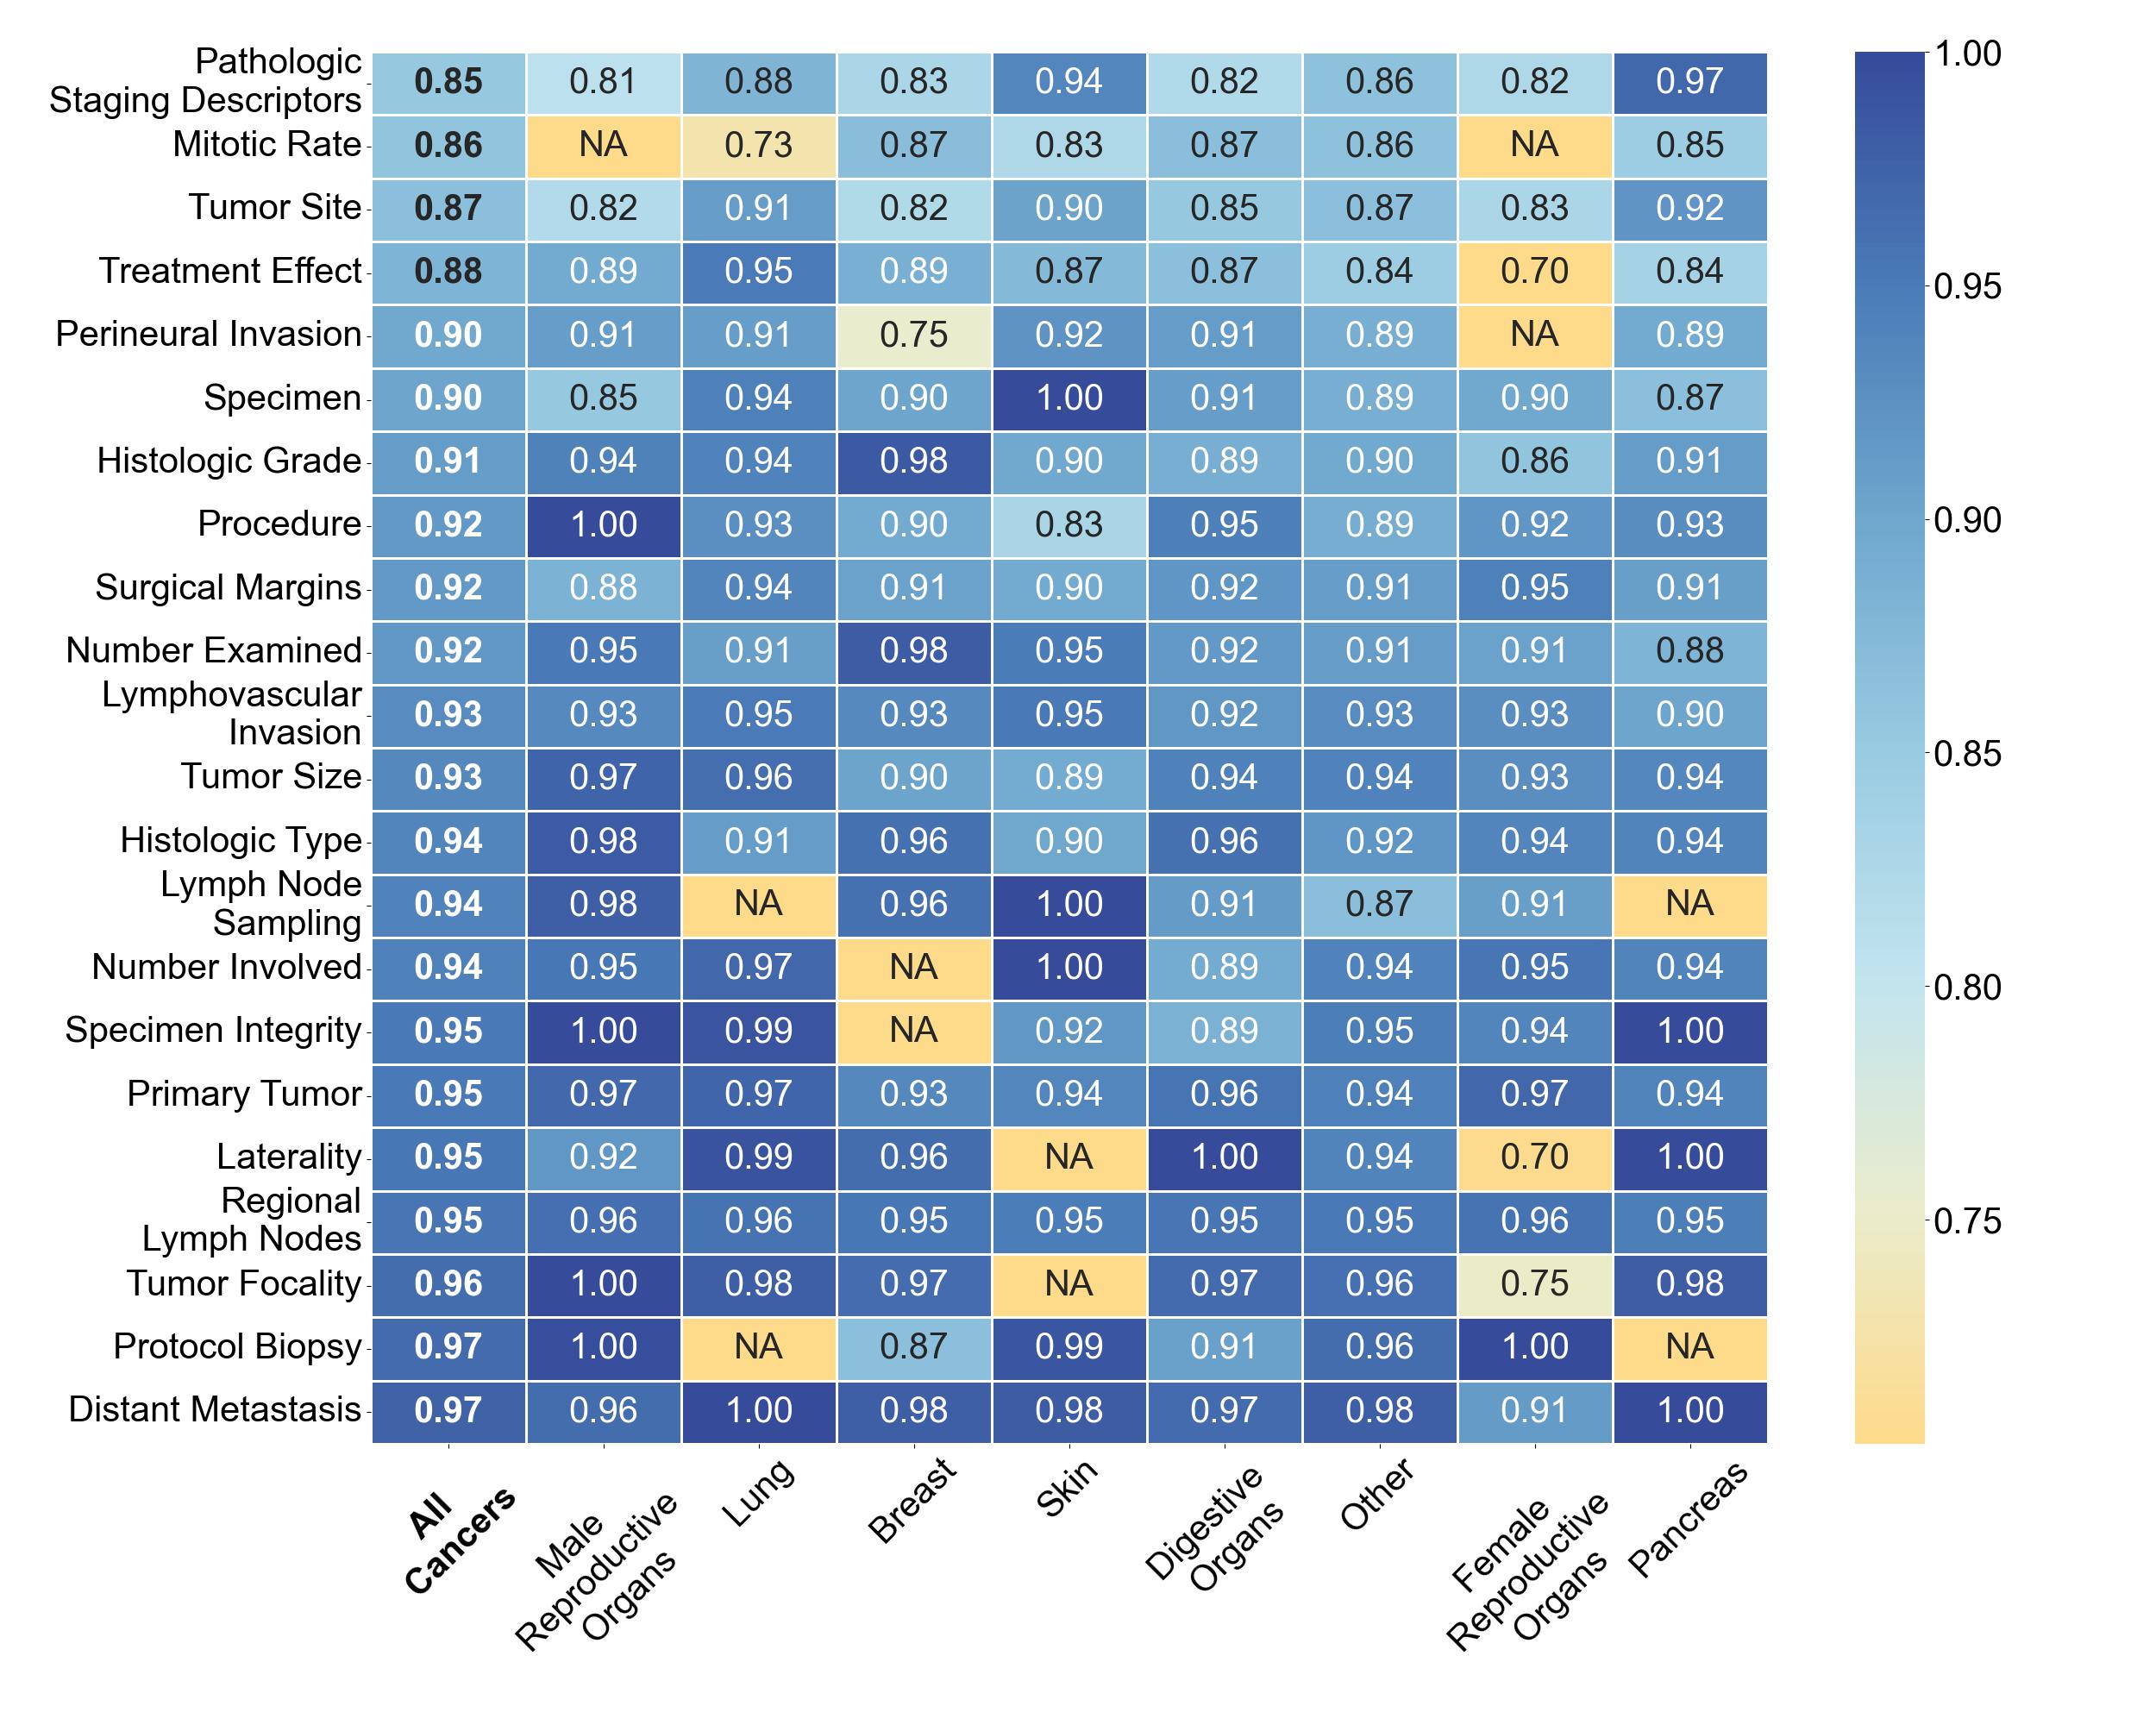 Pathologic
Staging Descriptors 0.85 0.81 0.88 0.83 0.94 0.82 0.86 0.82 0.97
Mitotic Rate 0.86 NA 0.73 0.87 0.83 0.87 0.86 NA 0.85
Tumor Site 0.87 0.82 0.91 0.82 0.90 0.85 0.87 0.83 0.92
Treatment Effect 0.88 0.89 0.95 0.89 0.87 0.87 0.84 0.70 0.84
Perineural Invasion 0.90 0.91 0.91 0.75 0.92 0.91 0.89 NA 0.89
Specimen 0.90 0.85 0.94 0.90 1.00 0.91 0.89 0.90 0.87
Histologic Grade 0.91 0.94 0.94 0.98 0.90 0.89 0.90 0.86 0.91
Procedure 0.92 1.00 0.93 0.90 0.83 0.95 0.89 0.92 0.93
Surgical Margins 0.92 0.88 0.94 0.91 0.90 0.92 0.91 0.95 0.91
Number Examined 0.92 0.95 0.91 0.98 0.95 0.92 0.91 0.91 0.88
Lymphovascular
Invasion 0.93 0.93 0.95 0.93 0.95 0.92 0.93 0.93 0.90
Tumor Size 0.93 0.97 0.96 0.90 0.89 0.94 0.94 0.93 0.94
Histologic Type 0.94 0.98 0.91 0.96 0.90 0.96 0.92 0.94 0.94
Lymph Node
Sampling 0.94 0.98 NA 0.96 1.00 0.91 0.87 0.91 NA
Number Involved 0.94 0.95 0.97 NA 1.00 0.89 0.94 0.95 0.94
Specimen Integrity 0.95 1.00 0.99 NA 0.92 0.89 0.95 0.94 1.00
Primary Tumor 0.95 0.97 0.97 0.93 0.94 0.96 0.94 0.97 0.94
Laterality 0.95 0.92 0.99 0.96 NA 1.00 0.94 0.70 1.00
Regional
Lymph Nodes 0.95 0.96 0.96 0.95 0.95 0.95 0.95 0.96 0.95
Tumor Focality 0.96 1.00 0.98 0.97 NA 0.97 0.96 0.75 0.98
Protocol Biopsy 0.97 1.00 NA 0.87 0.99 0.91 0.96 1.00 NA
Distant Metastasis 0.97 0.96 1.00 0.98 0.98 0.97 0.98 0.91 1.00
All
Cancers
Male
Reproductive
Organs
Lung
Breast
Skin
Digestive
Organs
Other
Female
Reproductive
Organs
Pancreas
1.00
0.95
0.90
0.85
0.80
0.75